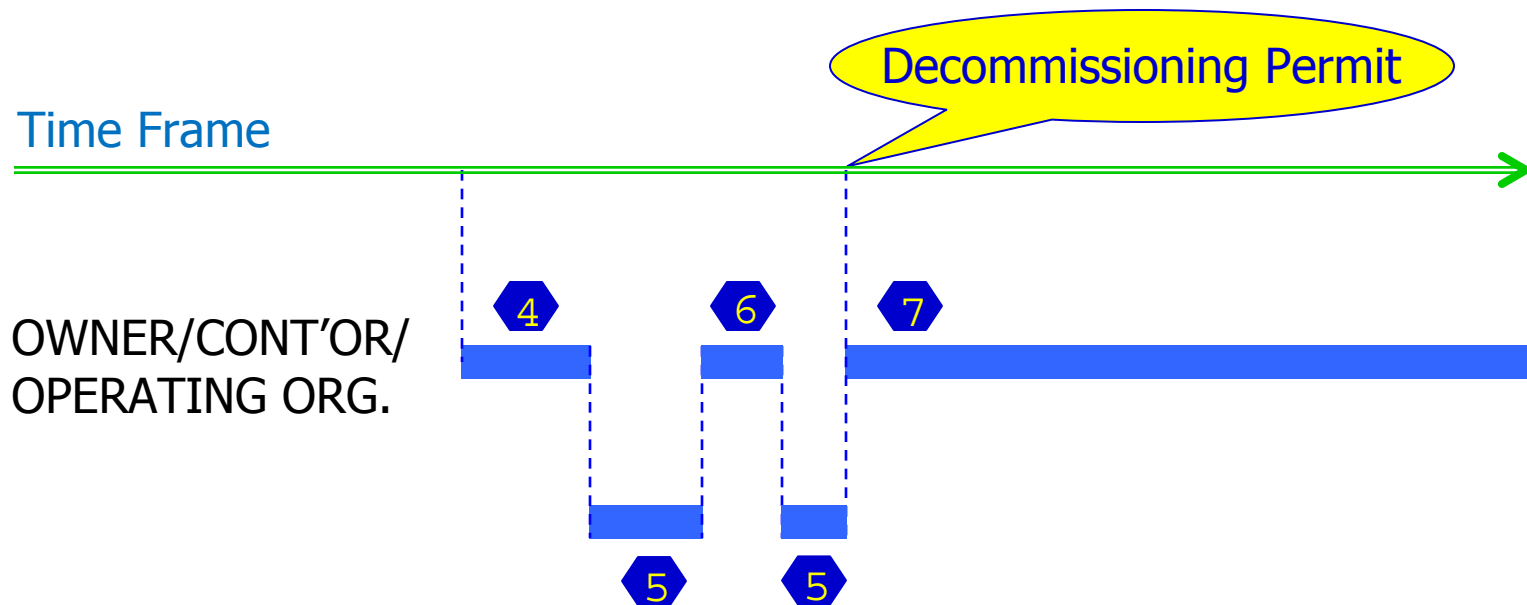 Decommissioning Permit
Time Frame
4
6
7
OWNER/CONT’OR/
OPERATING ORG.
5
5